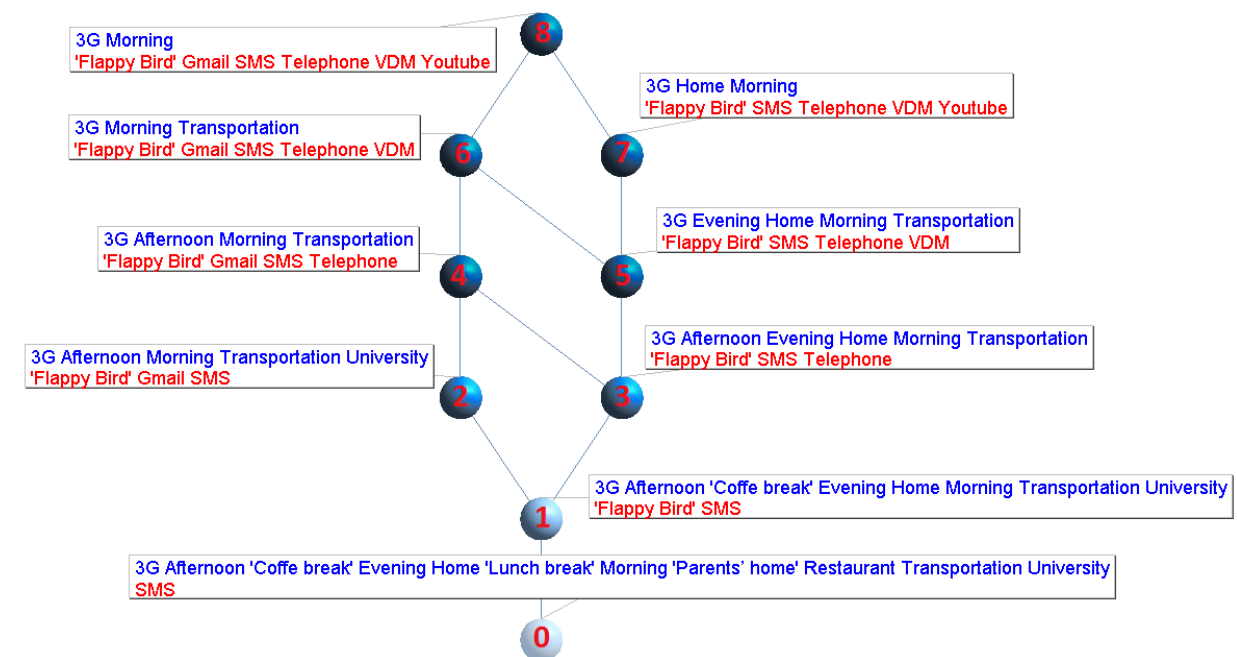 8
3G Morning
'Flappy Bird' Gmail SMS Telephone VDM Youtube
3G Home Morning
'Flappy Bird' SMS Telephone VDM Youtube
3G Morning Transportation
'Flappy Bird' Gmail SMS Telephone VDM
6
7
3G Evening Home Morning Transportation
'Flappy Bird' SMS Telephone VDM
3G Afternoon Morning Transportation
'Flappy Bird' Gmail SMS Telephone
4
5
3G Afternoon Evening Home Morning Transportation
'Flappy Bird' SMS Telephone
3G Afternoon Morning Transportation University
'Flappy Bird' Gmail SMS
2
3
3G Afternoon 'Coffe break' Evening Home Morning Transportation University
'Flappy Bird' SMS
1
3G Afternoon 'Coffe break' Evening Home 'Lunch break' Morning 'Parents’ home' Restaurant Transportation University
SMS
0